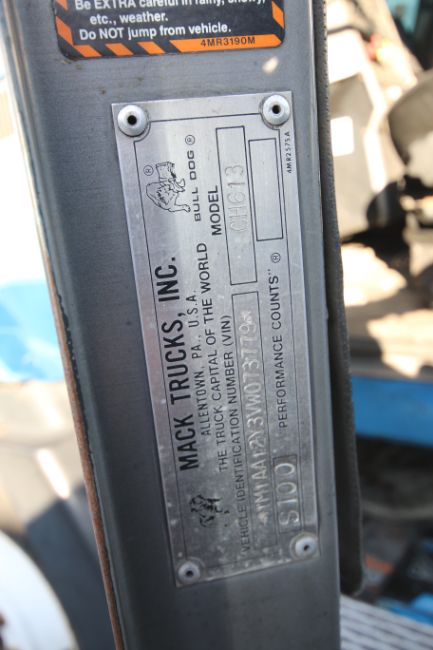 Be EXTRA careful in rainy, snowy,
etc., weather.
Do NOT jump from vehicle.
4MR3190M
MACK TRUCKS, INC.
ALLENTOWN, PA., U.S.A.
THE TRUCK CAPITAL OF THE WORLD
BULL DOG ®
®
MODEL
CH613
4MR2575A
VEHICLE IDENTIFICATION NUMBER (VIN)
PERFORMANCE COUNTS" ®
S100